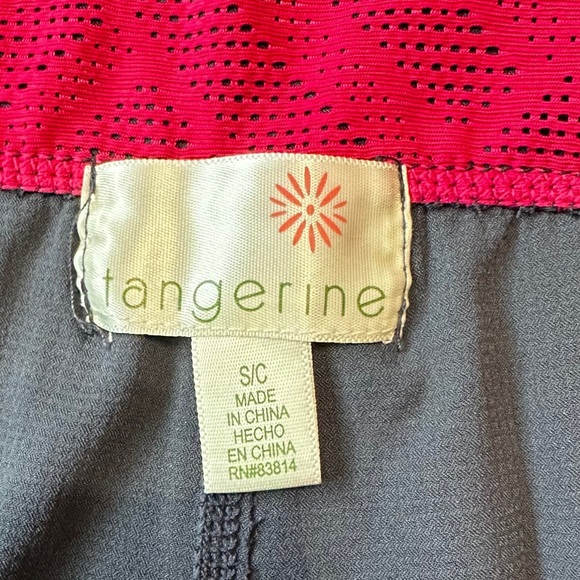 tangerine
S/C
MADE
IN CHINA
HECHO
EN CHINA
RN#83814